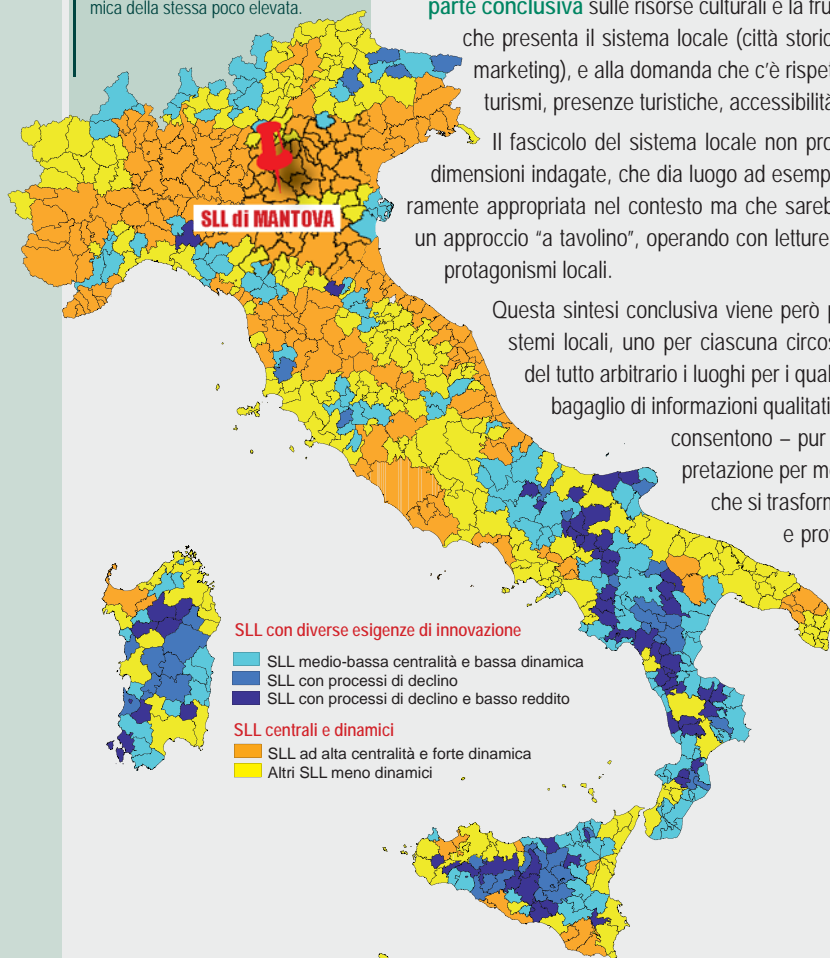 mica della stessa poco elevata.
parte conclusiva sulle risorse culturali e la fru
che presenta il sistema locale (città storic
marketing), e alla domanda che c'è rispet
turismi, presenze turistiche, accessibilità
Il fascicolo del sistema locale non pro
dimensioni indagate, che dia luogo ad esemp
ramente appropriata nel contesto ma che sareb
un approccio “a tavolino”, operando con letture
protagonismi locali.
Questa sintesi conclusiva viene però p
stemi locali, uno per ciascuna circos
del tutto arbitrario i luoghi per i qual
bagaglio di informazioni qualitati
consentono – pur
pretazione per me
che si trasform
e prot
SLL di MANTOVA
SLL con diverse esigenze di innovazione
SLL medio-bassa centralità e bassa dinamica
SLL con processi di declino
SLL con processi di declino e basso reddito
SLL centrali e dinamici
SLL ad alta centralità e forte dinamica
Altri SLL meno dinamici